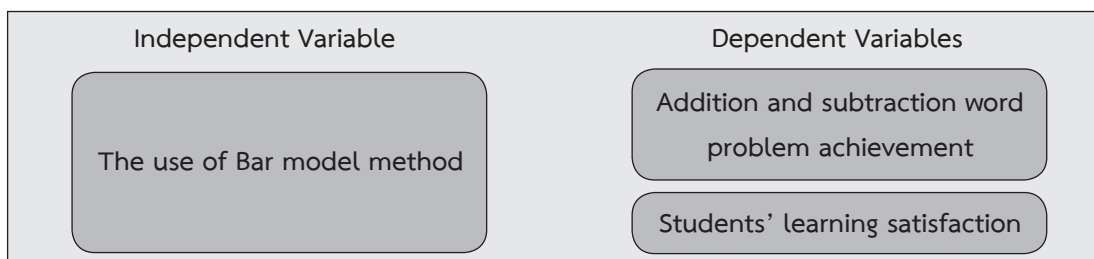 Independent Variable
The use of Bar model method
Dependent Variables
Addition and subtraction word
problem achievement
Students’ learning satisfaction